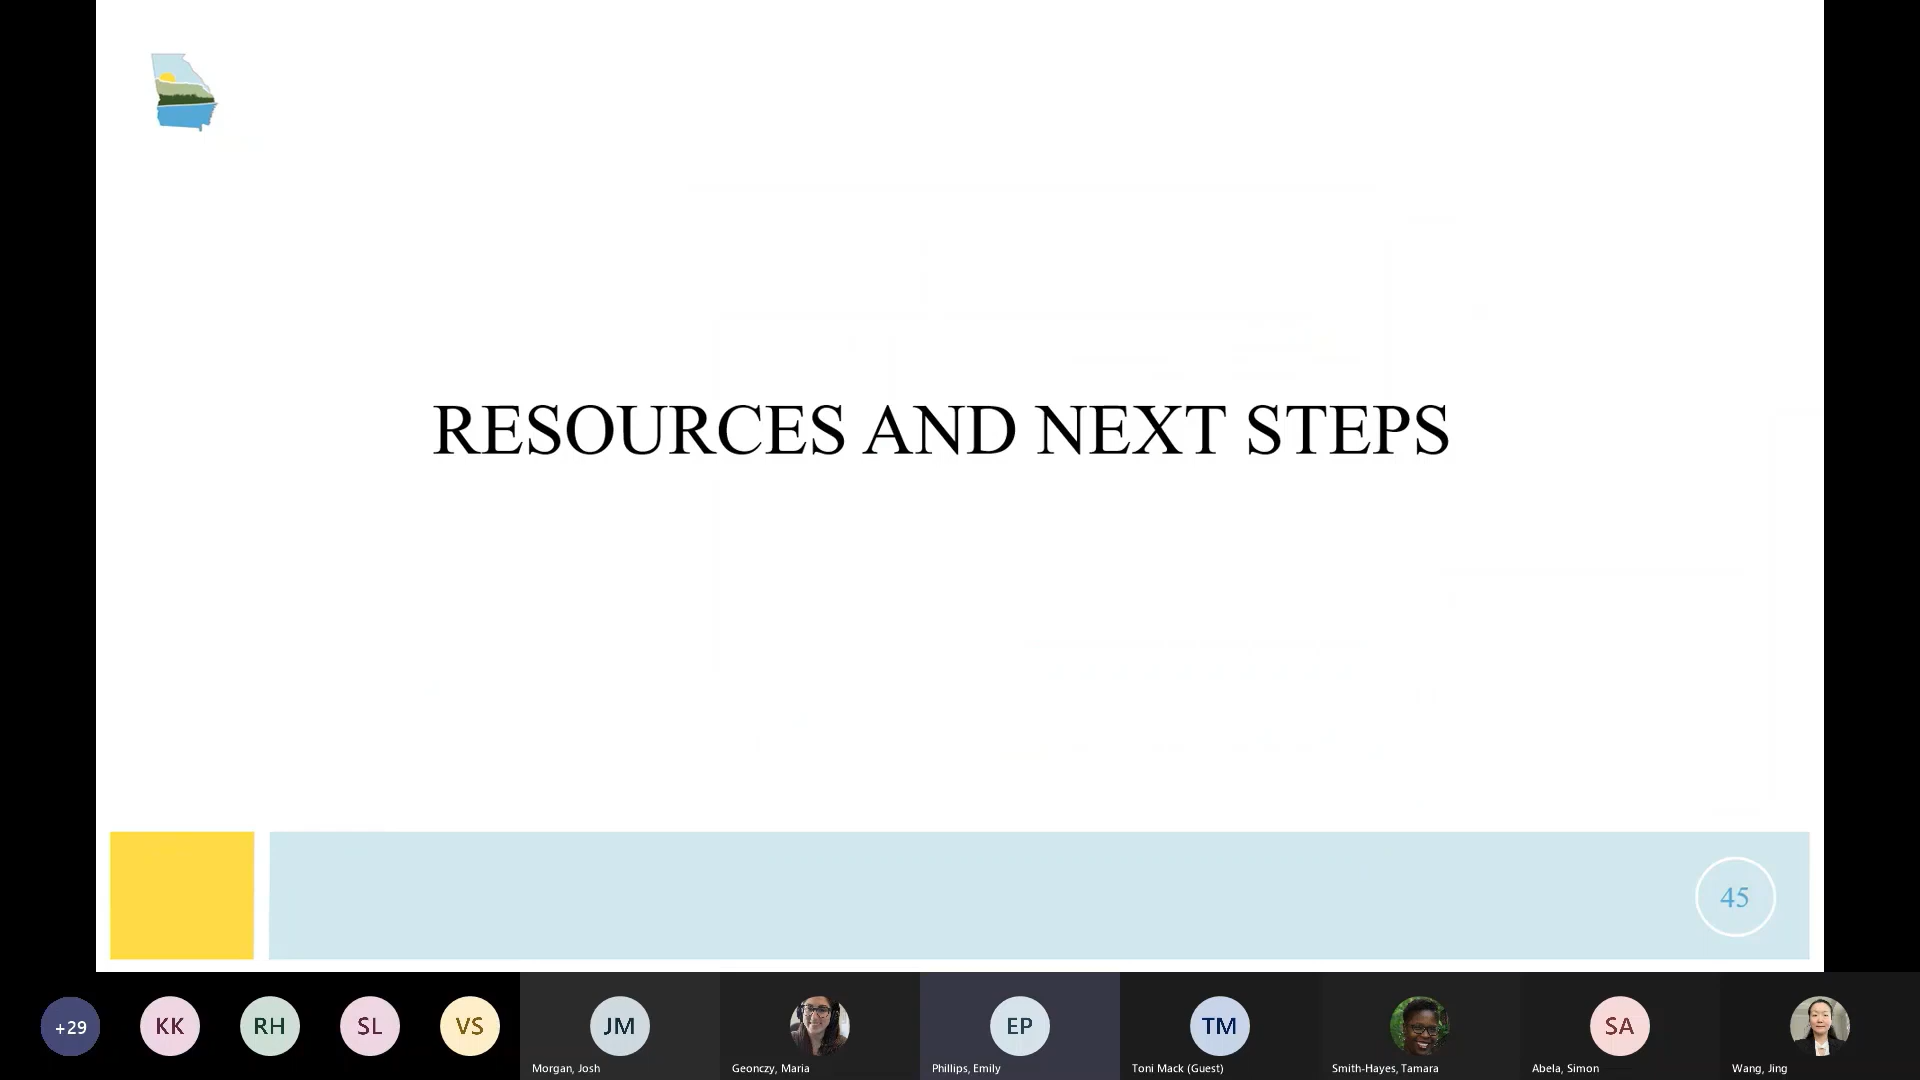 RESOURCES AND NEXT STEPS
45
+29
KK
RH
SL
VS
JM
EP
TM
SA
Morgan, Josh
Geonczy, Maria
Phillips, Emily
Toni Mack (Guest)
Smith-Hayes, Tamara
Abela, Simon
Wang, Jing